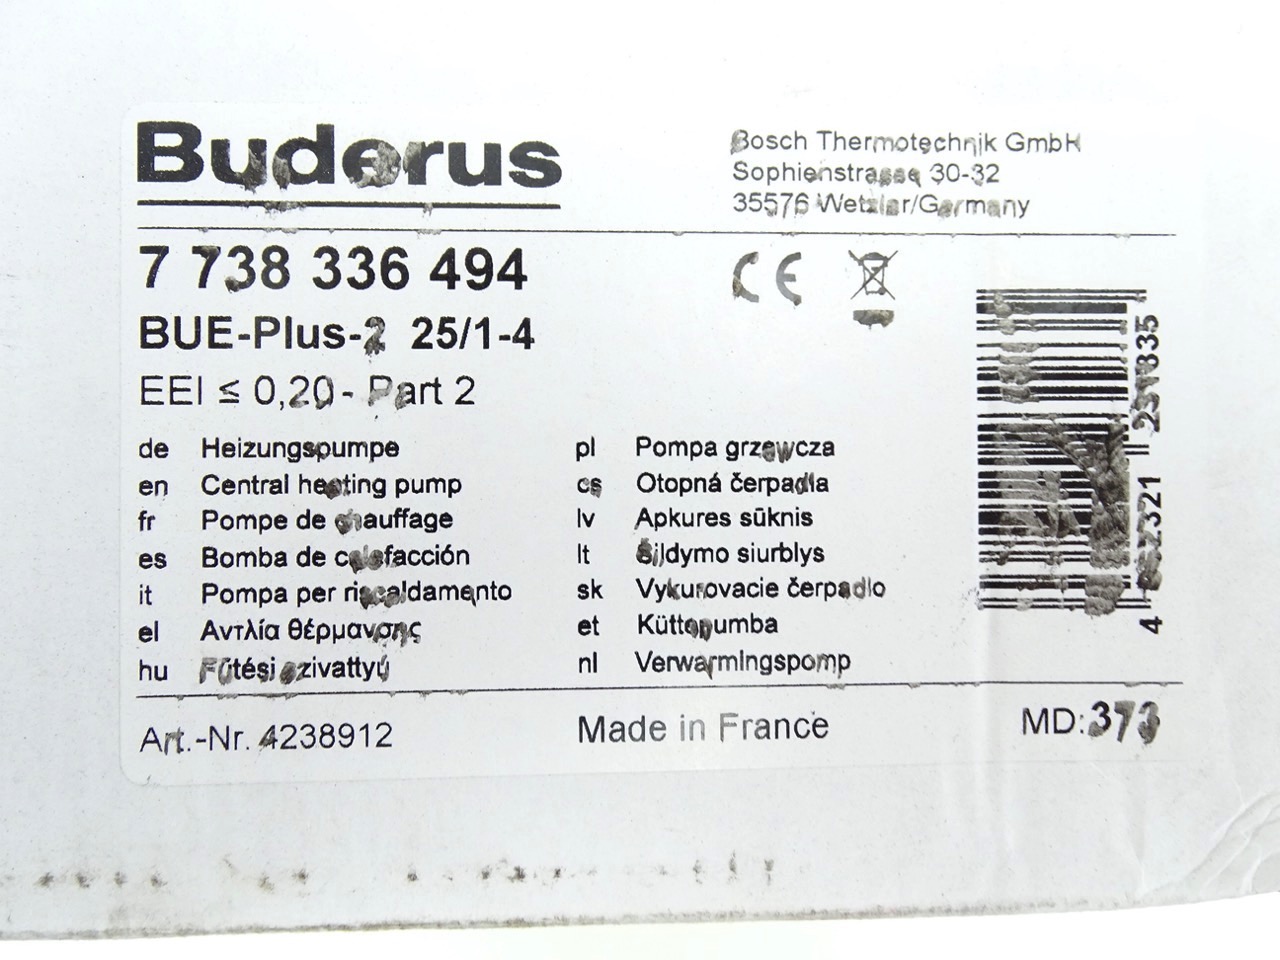 Buderus
Bosch Thermotechnik GmbH
Sophienstrasse 30-32
35576 Wetzlar/Germany
7 738 336 494
BUE-Plus-2 25/1-4
EEI ≤ 0,20 - Part 2
CE
de Heizungspumpe
en Central heating pump
fr Pompe de chauffage
es Bomba de calefacción
it Pompa per riscaldamento
el Αντλία θέρμανσης
hu Fűtési szivattyú
pl Pompa grzewcza
cs Otopná čerpadla
lv Apkures sūknis
lt Šildymo siurblys
sk Vykurovacie čerpadlo
et Küttepumba
nl Verwarmingspomp
Art.-Nr. 4238912
Made in France
MD: 373